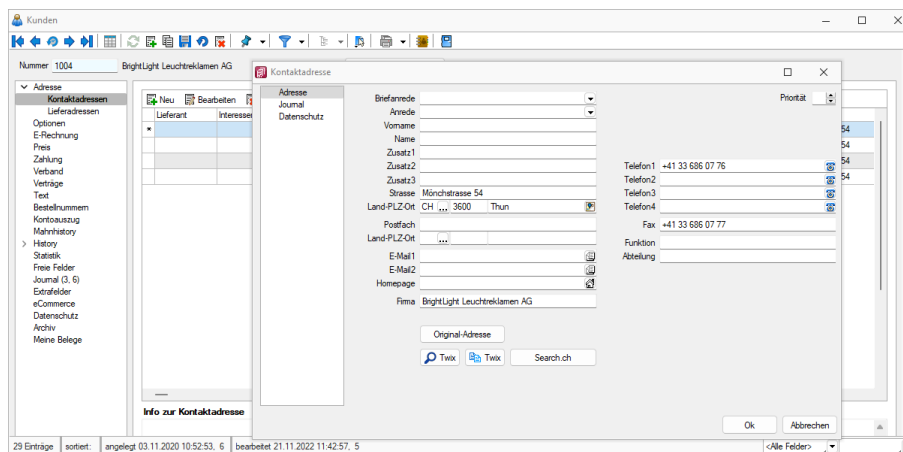 Kunden
Nummer 1004 BrightLight Leuchtreklamen AG
Adresse
Kontaktadressen
Lieferadressen
Optionen
E-Rechnung
Preis
Zahlung
Verband
Verträge
Text
Bestellnummern
Kontoauszug
Mahnhistory
History
Statistik
Freie Felder
Journal (3, 6)
Extrafelder
eCommerce
Datenschutz
Archiv
Meine Belege
Neu Bearbeiten
Lieferant
54
54
54
54
Info zur Kontaktadresse
Kontaktadresse
Adresse
Journal
Datenschutz
Briefanrede
Anrede
Vorname
Name
Zusatz1
Zusatz2
Zusatz3
Strasse Mönchstrasse 54
Land-PLZ-Ort CH ... 3600 Thun
Postfach
Land-PLZ-Ort ...
E-Mail1
E-Mail2
Homepage
Firma BrightLight Leuchtreklamen AG
Original-Adresse
Twix Twix Search.ch
Priorität
Telefon1 +41 33 686 07 76
Telefon2
Telefon3
Telefon4
Fax +41 33 686 07 77
Funktion
Abteilung
Ok Abbrechen
29 Einträge sortiert: angelegt 03.11.2020 10:52:53, 6 bearbeitet 21.11.2022 11:42:57, 5 <Alle Felder>